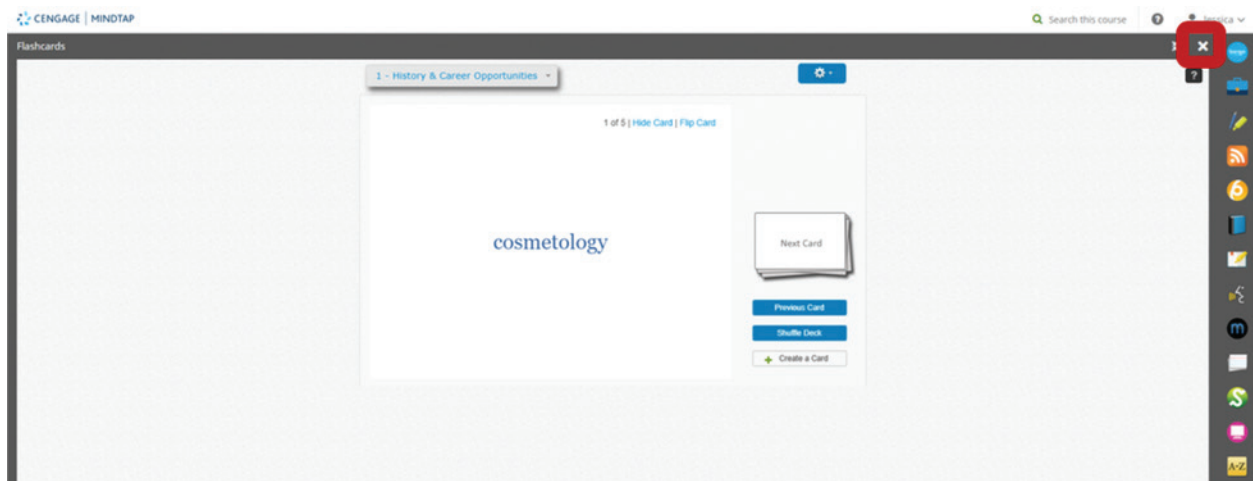 CENGAGE | MINDTAP
Search this course
Jessica
Flashcards
1 - History & Career Opportunities
?
1 of 5 | Hide Card | Flip Card
cosmetology
Next Card
Previous Card
Shuffle Deck
Create a Card
m
S
A-Z